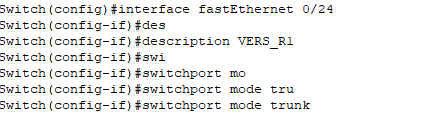 Switch(config)#interface fastEthernet 0/24
Switch(config-if)#des
Switch(config-if)#description VERS_R1
Switch(config-if)#swi
Switch(config-if)#switchport mo
Switch(config-if)#switchport mode tru
Switch(config-if)#switchport mode trunk